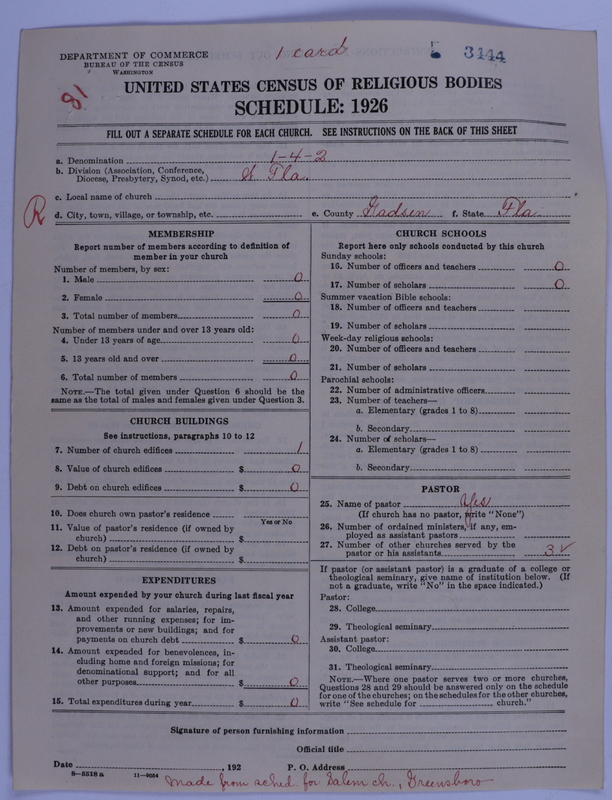 1 card
3144
DEPARTMENT OF COMMERCE
BUREAU OF THE CENSUS
WASHINGTON
81
UNITED STATES CENSUS OF RELIGIOUS BODIES
SCHEDULE: 1926
FILL OUT A SEPARATE SCHEDULE FOR EACH CHURCH. SEE INSTRUCTIONS ON THE BACK OF THIS SHEET
a. Denomination 1-4-2
b. Division (Association, Conference, Diocese, Presbytery, Synod, etc.) S Fla.
c. Local name of church
R
d. City, town, village, or township, etc. e. County Gadsen f. State Fla
MEMBERSHIP
Report number of members according to definition of
member in your church
Number of members, by sex:
1. Male 0
2. Female 0
3. Total number of members 0
Number of members under and over 13 years old:
4. Under 13 years of age 0
5. 13 years old and over 0
6. Total number of members 0
NOTE.—The total given under Question 6 should be
same as the total of males and females given under Question 3.
CHURCH BUILDINGS
See instructions, paragraphs 10 to 12
7. Number of church edifices 1
8. Value of church edifices $ 0
9. Debt on church edifices $ 0
10. Does church own pastor's residence
Yes or No
11. Value of pastor's residence (if owned by
church) $
12. Debt on pastor's residence (if owned by
church) $
EXPENDITURES
Amount expended by your church during last fiscal year
13. Amount expended for salaries, repairs,
and other running expenses; for im-
provements or new buildings; and for
payments on church debt $ 0
14. Amount expended for benevolences, in-
cluding home and foreign missions; for
denominational support; and for all
other purposes $ 0
15. Total expenditures during year $ 0
CHURCH SCHOOLS
Report here only schools conducted by this church
Sunday schools:
16. Number of officers and teachers 0
17. Number of scholars 0
Summer vacation Bible schools:
18. Number of officers and teachers
19. Number of scholars
Week-day religious schools:
20. Number of officers and teachers
21. Number of scholars
Parochial schools:
22. Number of administrative officers
23. Number of teachers—
a. Elementary (grades 1 to 8)
b. Secondary
24. Number of scholars—
a. Elementary (grades 1 to 8)
b. Secondary
PASTOR
25. Name of pastor Yes
(If church has no pastor, write "None")
26. Number of ordained ministers, if any, em-
ployed as assistant pastors
27. Number of other churches served by the
pastor or his assistants 3 ✓
If pastor (or assistant pastor) is a graduate of a college or
theological seminary, give name of institution below. (If
not a graduate, write "No" in the space indicated.)
Pastor:
28. College
29. Theological seminary
Assistant pastor:
30. College
31. Theological seminary
NOTE.—Where one pastor serves two or more churches,
Questions 28 and 29 should be answered only on the schedule
for one of the churches; on the schedules for the other churches,
write "See schedule for church."
Signature of person furnishing information
Official title
Date , 192 P. O. Address
8-5518 a 11-9054
Made from sched. for Salem ch., Greensboro